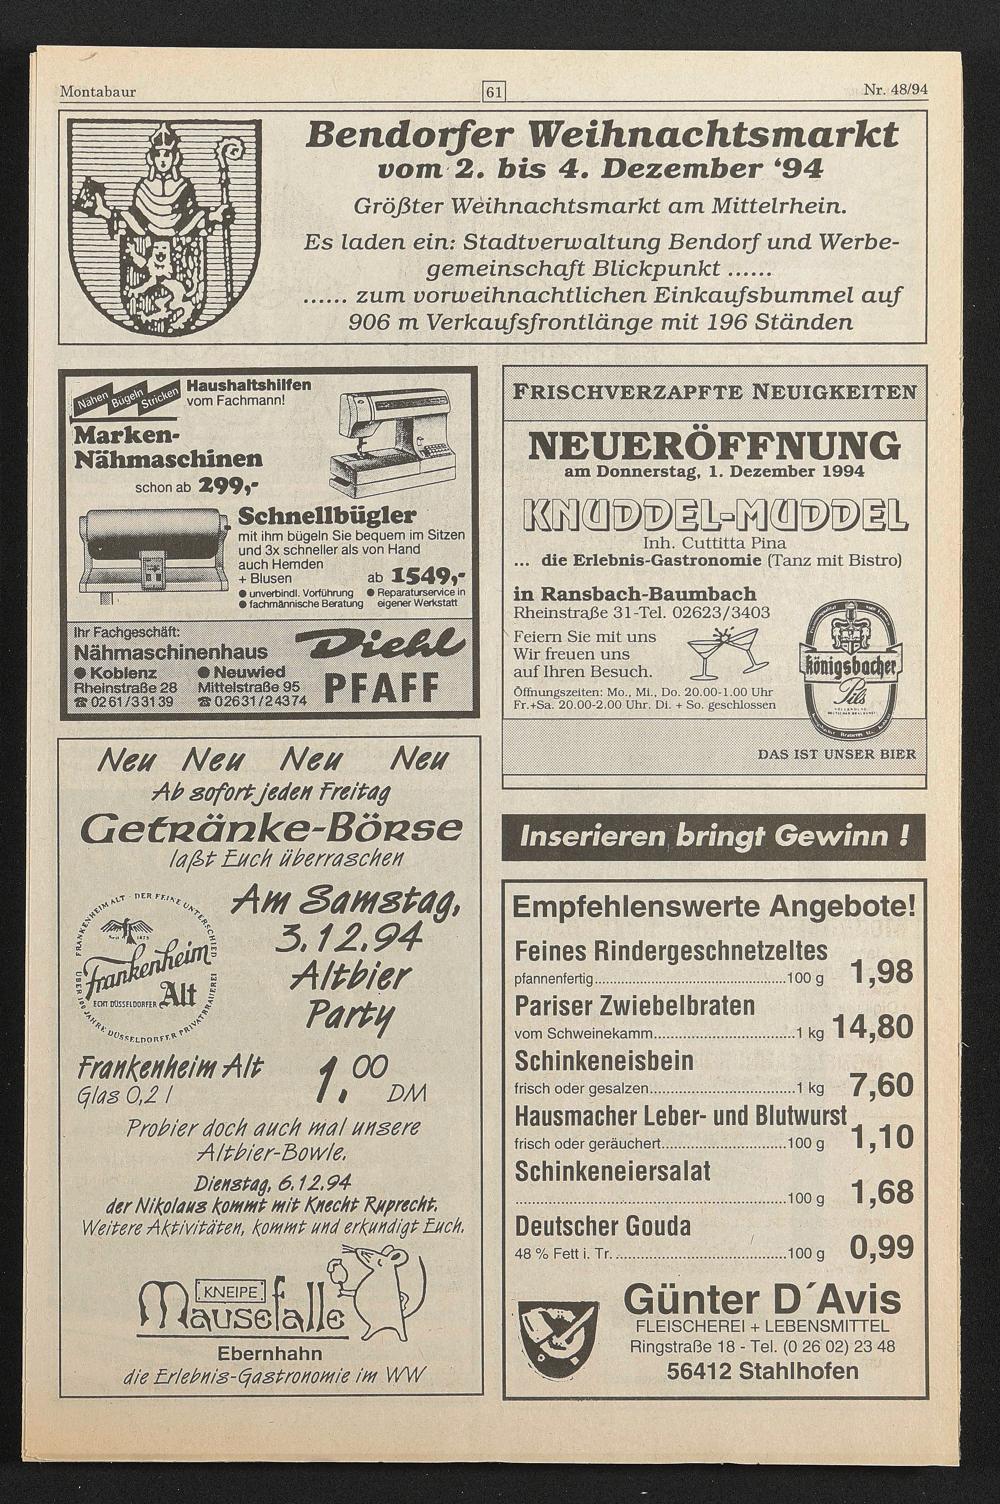 Montabaur
61
Nr. 48/94
Bendorfer Weihnachtsmarkt
vom 2. bis 4. Dezember ‘94
Größter Weihnachtsmarkt am Mittelrhein.
Es laden ein: Stadtverwaltung Bendorf und Werbe-
gemeinschaft Blickpunkt ......
...... zum vorweihnachtlichen Einkaufsbummel auf
906 m Verkaufsfrontlänge mit 196 Ständen
Nähen Bügeln Stricken
Haushaltshilfen
vom Fachmann!
Marken-
Nähmaschinen
schon ab 299,-
Schnellbügler
mit ihm bügeln Sie bequem im Sitzen
und 3x schneller als von Hand
auch Hemden
+ Blusen ab 1549,-
● unverbindl. Vorführung ● Reparaturservice in
● fachmännische Beratung eigener Werkstatt
Ihr Fachgeschäft:
Nähmaschinenhaus Diehl
● Koblenz ● Neuwied
Rheinstraße 28 Mittelstraße 95
☎ 0261/33139 ☎ 02631/24374
PFAFF
FRISCHVERZAPFTE NEUIGKEITEN
NEUERÖFFNUNG
am Donnerstag, 1. Dezember 1994
KNUDDEL-MUDDEL
Inh. Cuttitta Pina
... die Erlebnis-Gastronomie (Tanz mit Bistro)
in Ransbach-Baumbach
Rheinstraße 31-Tel. 02623/3403
Feiern Sie mit uns
Wir freuen uns
auf Ihren Besuch.
Öffnungszeiten: Mo., Mi., Do. 20.00-1.00 Uhr
Fr.+Sa. 20.00-2.00 Uhr, Di. + So. geschlossen
Königsbacher
Pils
DAS IST UNSER BIER
Neu Neu Neu Neu
Ab sofort jeden Freitag
Getränke-Börse
laßt Euch überraschen
FRANKENHEIM ALT · DER FEINE UNTERSCHIED
ÜBER 100 JAHRE DÜSSELDORFER PRIVATBRAUEREI
Seit 1873
Frankenheim
ECHT DÜSSELDORFER Alt
Am Samstag,
3.12.94
Altbier
Party
Frankenheim Alt
Glas 0,2 l
1.00 DM
Probier doch auch mal unsere
Altbier-Bowle.
Dienstag, 6.12.94
der Nikolaus kommt mit Knecht Ruprecht.
Weitere Aktivitäten, kommt und erkundigt Euch.
KNEIPE
Mausefalle
Ebernhahn
die Erlebnis-Gastronomie im WW
Inserieren bringt Gewinn !
Empfehlenswerte Angebote!
Feines Rindergeschnetzeltes
pfannenfertig...............100 g 1,98
Pariser Zwiebelbraten
vom Schweinekamm...............1 kg 14,80
Schinkeneisbein
frisch oder gesalzen...............1 kg 7,60
Hausmacher Leber- und Blutwurst
frisch oder geräuchert...............100 g 1,10
Schinkeneiersalat
...............100 g 1,68
Deutscher Gouda
48 % Fett i. Tr................100 g 0,99
Günter D´Avis
FLEISCHEREI + LEBENSMITTEL
Ringstraße 18 - Tel. (0 26 02) 23 48
56412 Stahlhofen